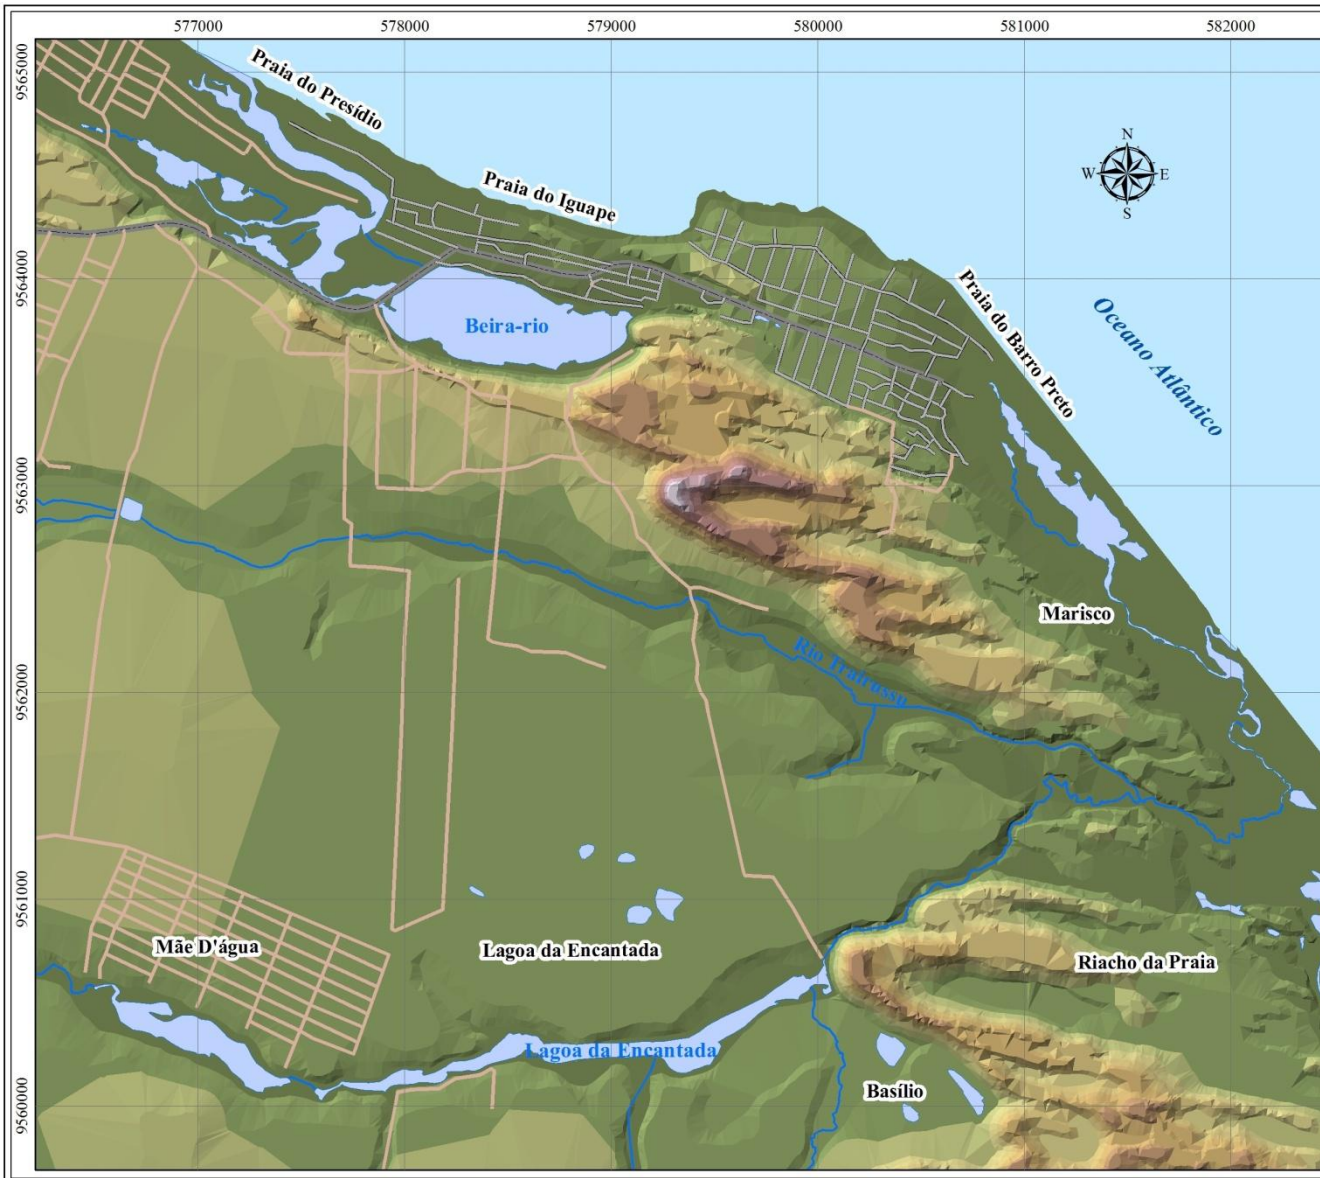 577000 578000 579000 580000 581000 582000
9565000
Praia do Presídio
N
W E
S
Praia do Iguape
9564000
Praia do Barro Preto
Oceano Atlântico
Beira-rio
9563000
Marisco
Rio Trairussu
9562000
9561000
Mãe D'água
Lagoa da Encantada
Riacho da Praia
Lagoa da Encantada
Basílio
9560000